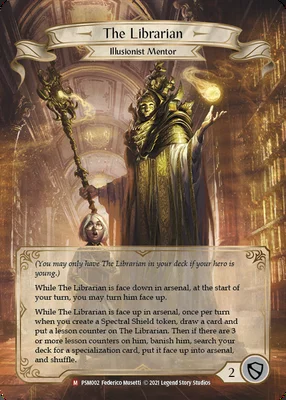 The Librarian
Illusionist Mentor
(You may only have The Librarian in your deck if your hero is
young.)
While The Librarian is face down in arsenal, at the start of
your turn, you may turn him face up.
While The Librarian is face up in arsenal, once per turn
when you create a Spectral Shield token, draw a card and
put a lesson counter on The Librarian. Then if there are 3
or more lesson counters on him, banish him, search your
deck for a specialization card, put it face up into arsenal,
and shuffle.
2
M PSM002 Federico Musetti © 2021 Legend Story Studios